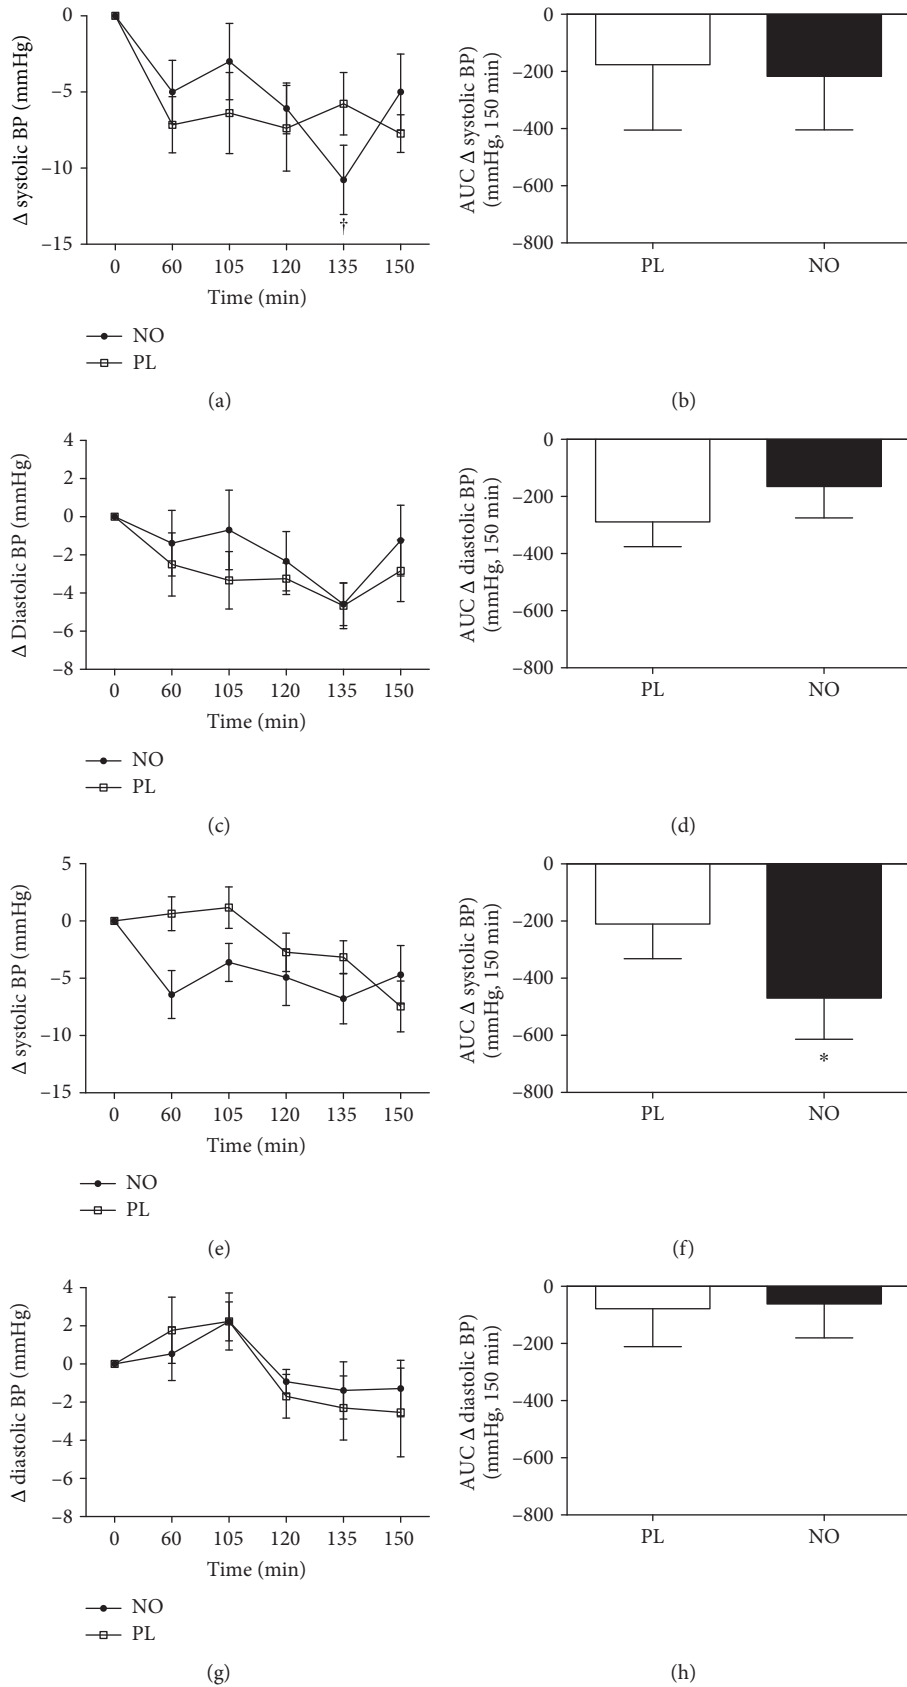 0
−5
−10
−15
Δ systolic BP (mmHg)
†
0 60 105 120 135 150
Time (min)
NO
PL
(a)
0
−200
−400
−600
−800
AUC Δ systolic BP)
(mmHg, 150 min)
PL NO
(b)
4
2
0
−2
−4
−6
−8
Δ Diastolic BP (mmHg)
0 60 105 120 135 150
Time (min)
NO
PL
(c)
0
−200
−400
−600
−800
AUC Δ diastolic BP)
(mmHg, 150 min)
PL NO
(d)
5
0
−5
−10
−15
Δ systolic BP (mmHg)
0 60 105 120 135 150
Time (min)
NO
PL
(e)
0
−200
−400
−600
−800
AUC Δ systolic BP)
(mmHg, 150 min)
*
PL NO
(f)
4
2
0
−2
−4
−6
−8
Δ diastolic BP (mmHg)
0 60 105 120 135 150
Time (min)
NO
PL
(g)
0
−200
−400
−600
−800
AUC Δ diastolic BP)
(mmHg, 150 min)
PL NO
(h)